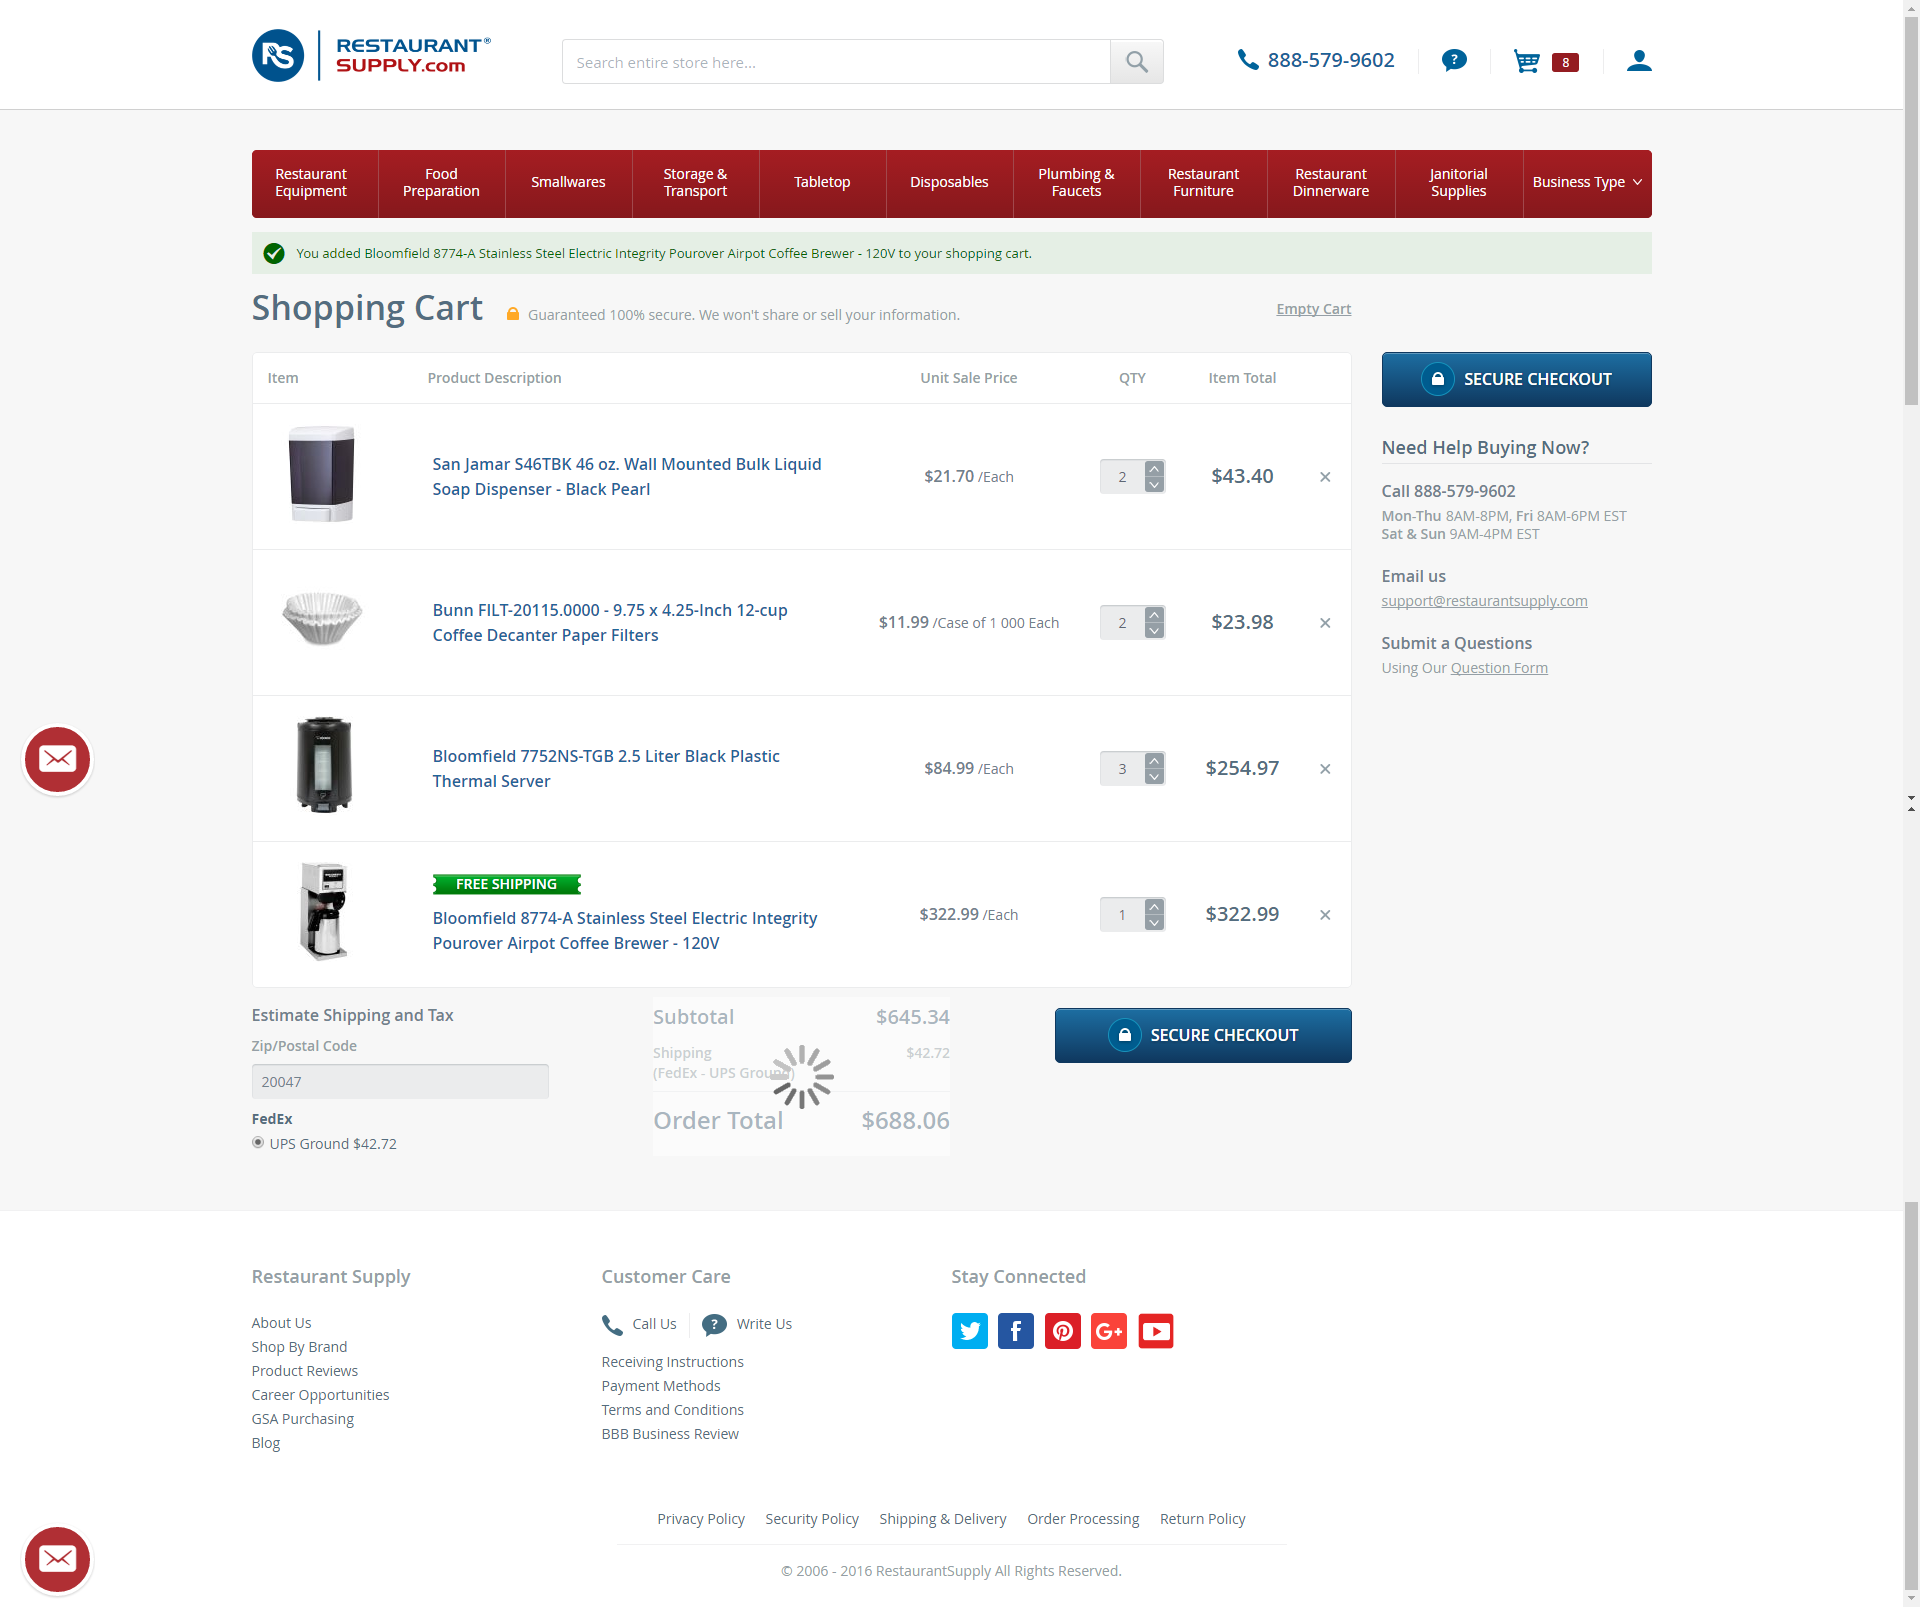 RS RESTAURANT® SUPPLY.com
Search entire store here...
888-579-9602
?
8
Restaurant Equipment
Food Preparation
Smallwares
Storage & Transport
Tabletop
Disposables
Plumbing & Faucets
Restaurant Furniture
Restaurant Dinnerware
Janitorial Supplies
Business Type
You added Bloomfield 8774-A Stainless Steel Electric Integrity Pourover Airpot Coffee Brewer - 120V to your shopping cart.
Shopping Cart
Guaranteed 100% secure. We won't share or sell your information.
Empty Cart
Item Product Description Unit Sale Price QTY Item Total
San Jamar S46TBK 46 oz. Wall Mounted Bulk Liquid
Soap Dispenser - Black Pearl
$21.70 /Each 2 $43.40
Bunn FILT-20115.0000 - 9.75 x 4.25-Inch 12-cup
Coffee Decanter Paper Filters
$11.99 /Case of 1 000 Each 2 $23.98
Bloomfield 7752NS-TGB 2.5 Liter Black Plastic
Thermal Server
$84.99 /Each 3 $254.97
FREE SHIPPING
Bloomfield 8774-A Stainless Steel Electric Integrity
Pourover Airpot Coffee Brewer - 120V
$322.99 /Each 1 $322.99
SECURE CHECKOUT
Need Help Buying Now?
Call 888-579-9602
Mon-Thu 8AM-8PM, Fri 8AM-6PM EST
Sat & Sun 9AM-4PM EST
Email us
support@restaurantsupply.com
Submit a Questions
Using Our Question Form
Estimate Shipping and Tax
Zip/Postal Code
20047
FedEx
UPS Ground $42.72
Subtotal $645.34
Shipping $42.72
(FedEx - UPS Ground)
Order Total $688.06
SECURE CHECKOUT
Restaurant Supply
About Us
Shop By Brand
Product Reviews
Career Opportunities
GSA Purchasing
Blog
Customer Care
Call Us ? Write Us
Receiving Instructions
Payment Methods
Terms and Conditions
BBB Business Review
Stay Connected
f G+
Privacy Policy Security Policy Shipping & Delivery Order Processing Return Policy
© 2006 - 2016 RestaurantSupply All Rights Reserved.